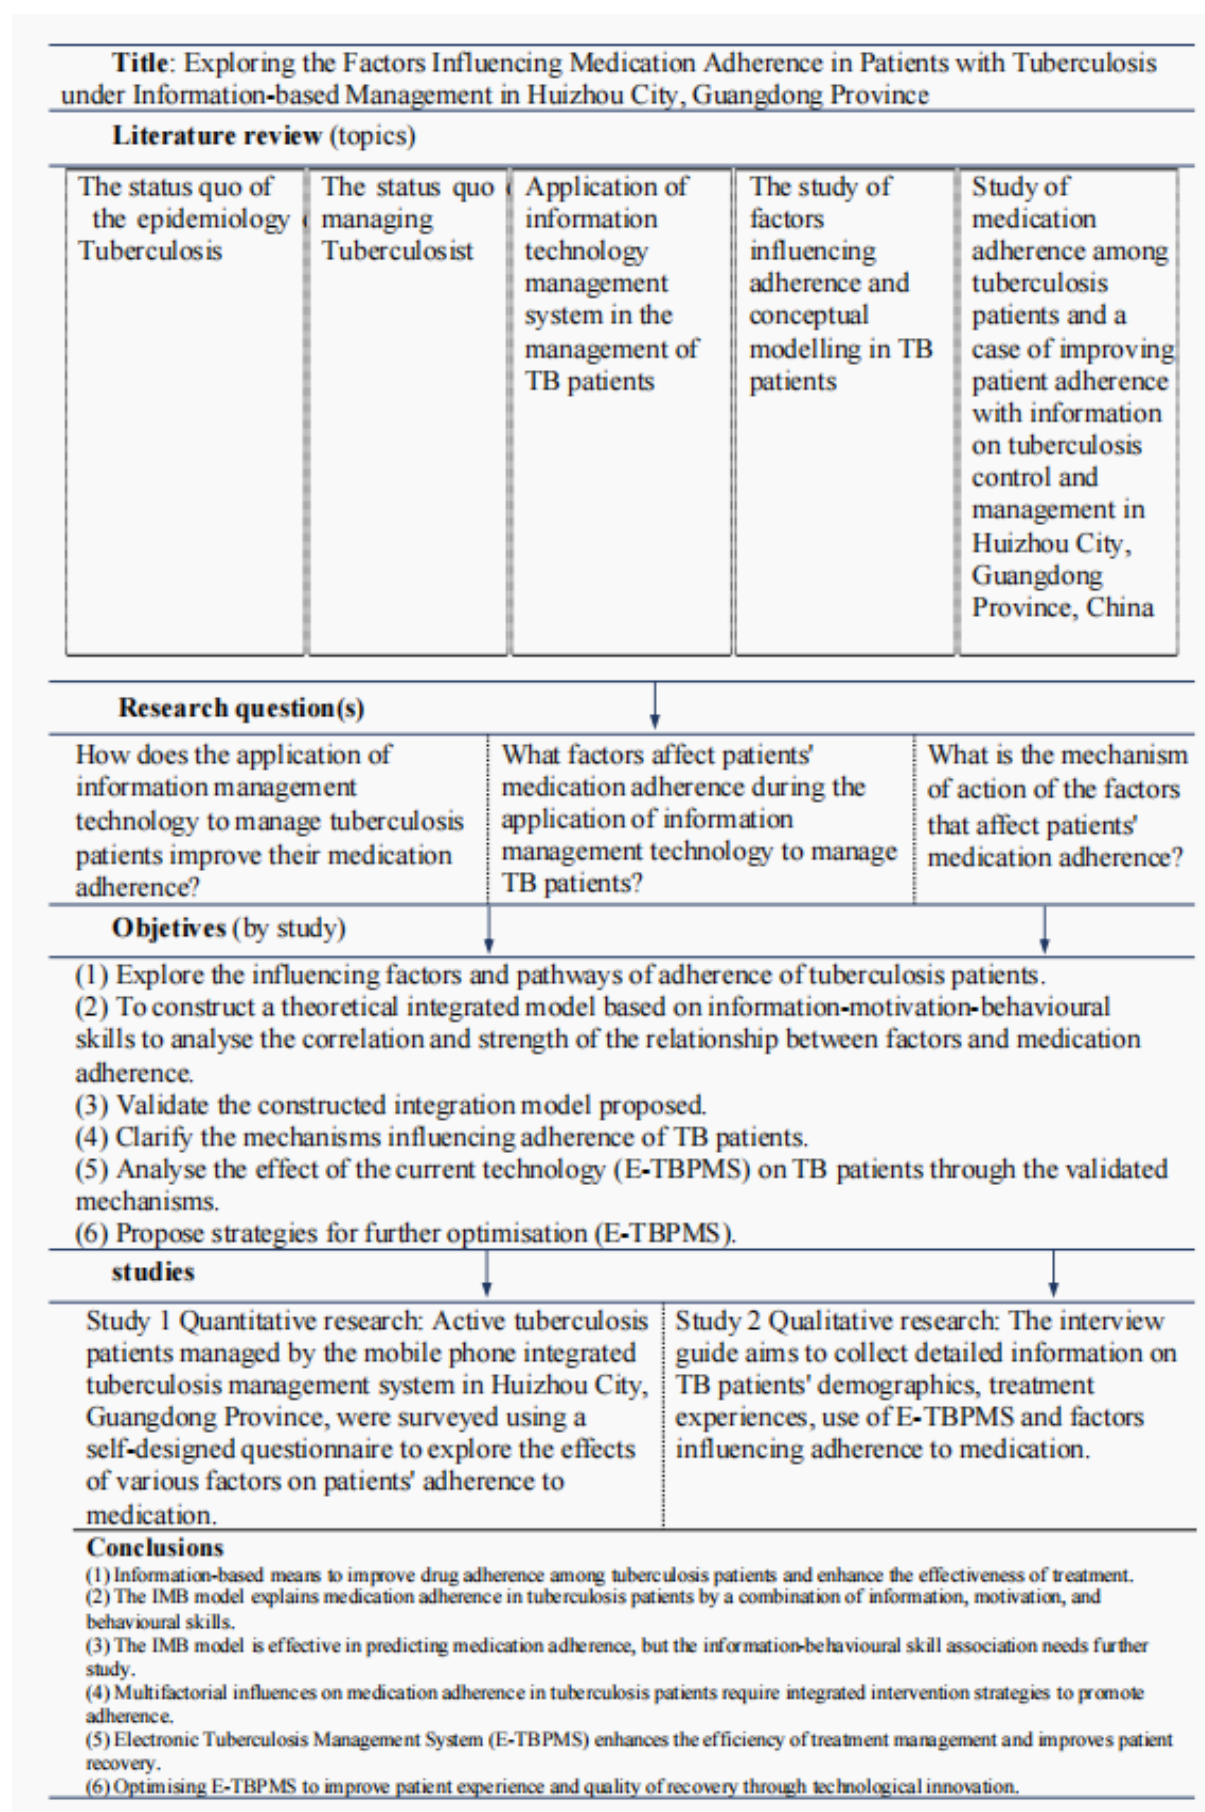 Title: Exploring the Factors Influencing Medication Adherence in Patients with Tuberculosis
under Information-based Management in Huizhou City, Guangdong Province
Literature review (topics)
The status quo of
the epidemiology
Tuberculosis
The status quo
managing
Tuberculosist
Application of
information
technology
management
system in the
management of
TB patients
The study of
factors
influencing
adherence and
conceptual
modelling in TB
patients
Study of
medication
adherence among
tuberculosis
patients and a
case of improving
patient adherence
with information
on tuberculosis
control and
management in
Huizhou City,
Guangdong
Province, China
Research question(s)
How does the application of
information management
technology to manage tuberculosis
patients improve their medication
adherence?
What factors affect patients'
medication adherence during the
application of information
management technology to manage
TB patients?
What is the mechanism
of action of the factors
that affect patients'
medication adherence?
Objetives (by study)
(1) Explore the influencing factors and pathways of adherence of tuberculosis patients.
(2) To construct a theoretical integrated model based on information-motivation-behavioural
skills to analyse the correlation and strength of the relationship between factors and medication
adherence.
(3) Validate the constructed integration model proposed.
(4) Clarify the mechanisms influencing adherence of TB patients.
(5) Analyse the effect of the current technology (E-TBPMS) on TB patients through the validated
mechanisms.
(6) Propose strategies for further optimisation (E-TBPMS).
studies
Study 1 Quantitative research: Active tuberculosis
patients managed by the mobile phone integrated
tuberculosis management system in Huizhou City,
Guangdong Province, were surveyed using a
self-designed questionnaire to explore the effects
of various factors on patients' adherence to
medication.
Study 2 Qualitative research: The interview
guide aims to collect detailed information on
TB patients' demographics, treatment
experiences, use of E-TBPMS and factors
influencing adherence to medication.
Conclusions
(1) Information-based means to improve drug adherence among tuberculosis patients and enhance the effectiveness of treatment.
(2) The IMB model explains medication adherence in tuberculosis patients by a combination of information, motivation, and
behavioural skills.
(3) The IMB model is effective in predicting medication adherence, but the information-behavioural skill association needs further
study.
(4) Multifactorial influences on medication adherence in tuberculosis patients require integrated intervention strategies to promote
adherence.
(5) Electronic Tuberculosis Management System (E-TBPMS) enhances the efficiency of treatment management and improves patient
recovery.
(6) Optimising E-TBPMS to improve patient experience and quality of recovery through technological innovation.